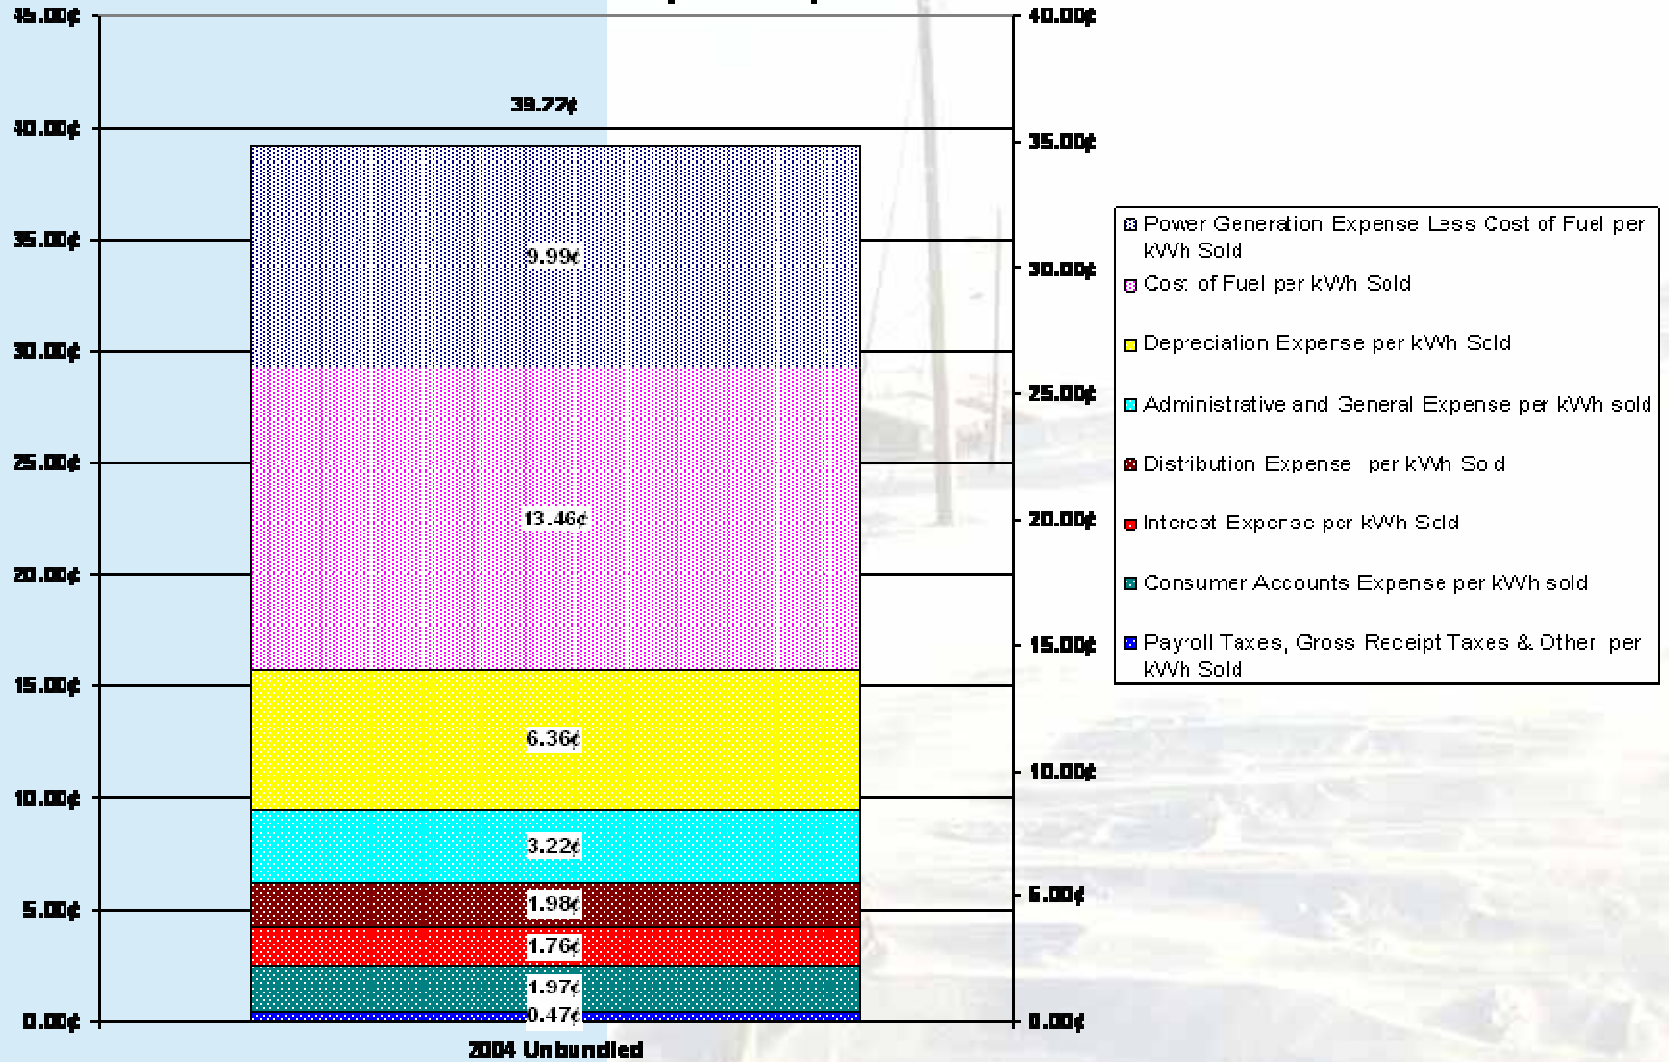 45.00¢
40.00¢
35.00¢
30.00¢
25.00¢
20.00¢
15.00¢
10.00¢
5.00¢
0.00¢
39.77¢
9.99¢
13.46¢
6.36¢
3.22¢
1.98¢
1.76¢
1.97¢
0.47¢
2004 Unbundled
40.00¢
35.00¢
30.00¢
25.00¢
20.00¢
15.00¢
10.00¢
5.00¢
0.00¢
Power Generation Expense Less Cost of Fuel per
kWh Sold
Cost of Fuel per kWh Sold
Depreciation Expense per kWh Sold
Administrative and General Expense per kWh sold
Distribution Expense per kWh Sold
Interest Expense per kWh Sold
Consumer Accounts Expense per kWh sold
Payroll Taxes, Gross Receipt Taxes & Other per
kWh Sold